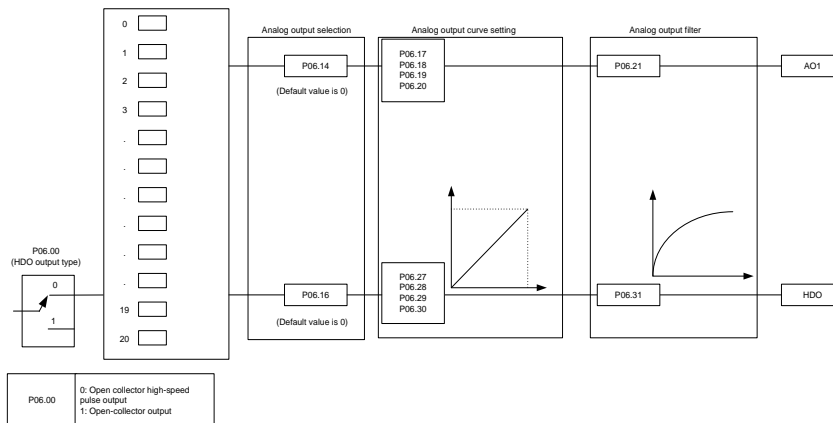 0
1
2
3
.
.
.
.
.
.
19
20
P06.00
(HDO output type)
0
1
Analog output selection
P06.14
(Default value is 0)
P06.16
(Default value is 0)
Analog output curve setting
P06.17
P06.18
P06.19
P06.20
P06.27
P06.28
P06.29
P06.30
Analog output filter
P06.21
P06.31
AO1
HDO
P06.00
0: Open collector high-speed
pulse output
1: Open-collector output